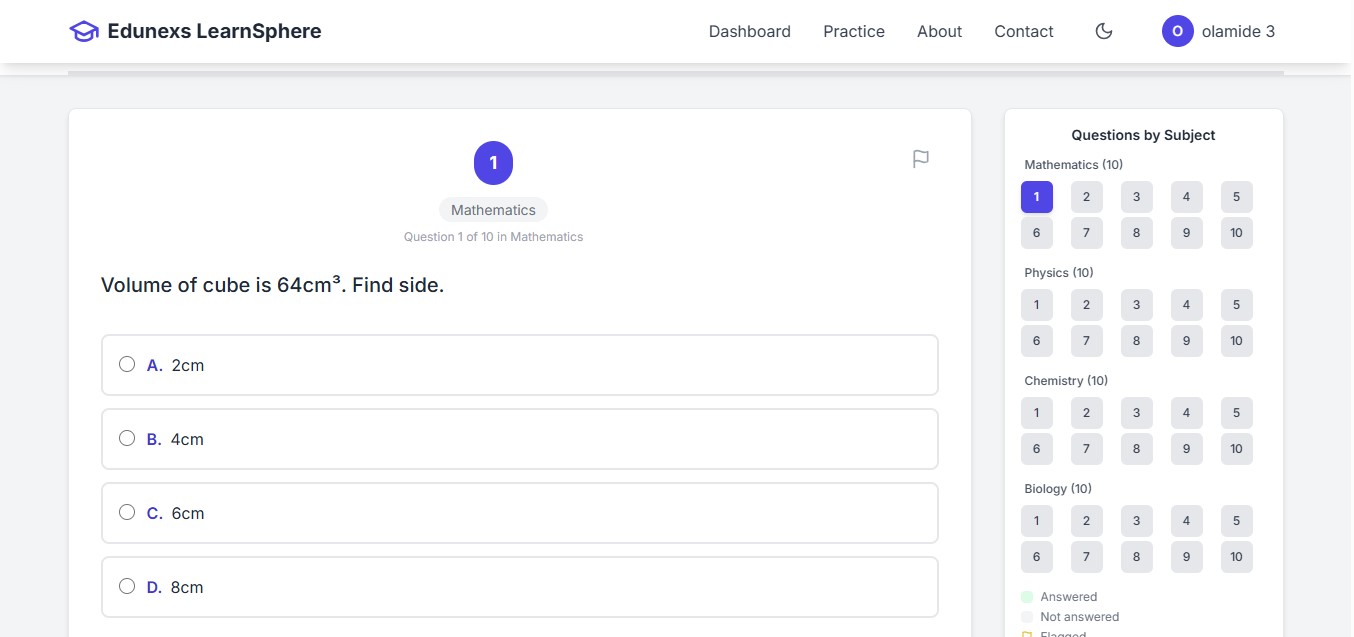 Edunexs LearnSphere
Dashboard Practice About Contact O olamide 3
1
Mathematics
Question 1 of 10 in Mathematics
Volume of cube is 64cm³. Find side.
A. 2cm
B. 4cm
C. 6cm
D. 8cm
Questions by Subject
Mathematics (10)
1 2 3 4 5
6 7 8 9 10
Physics (10)
1 2 3 4 5
6 7 8 9 10
Chemistry (10)
1 2 3 4 5
6 7 8 9 10
Biology (10)
1 2 3 4 5
6 7 8 9 10
Answered
Not answered
Flagged